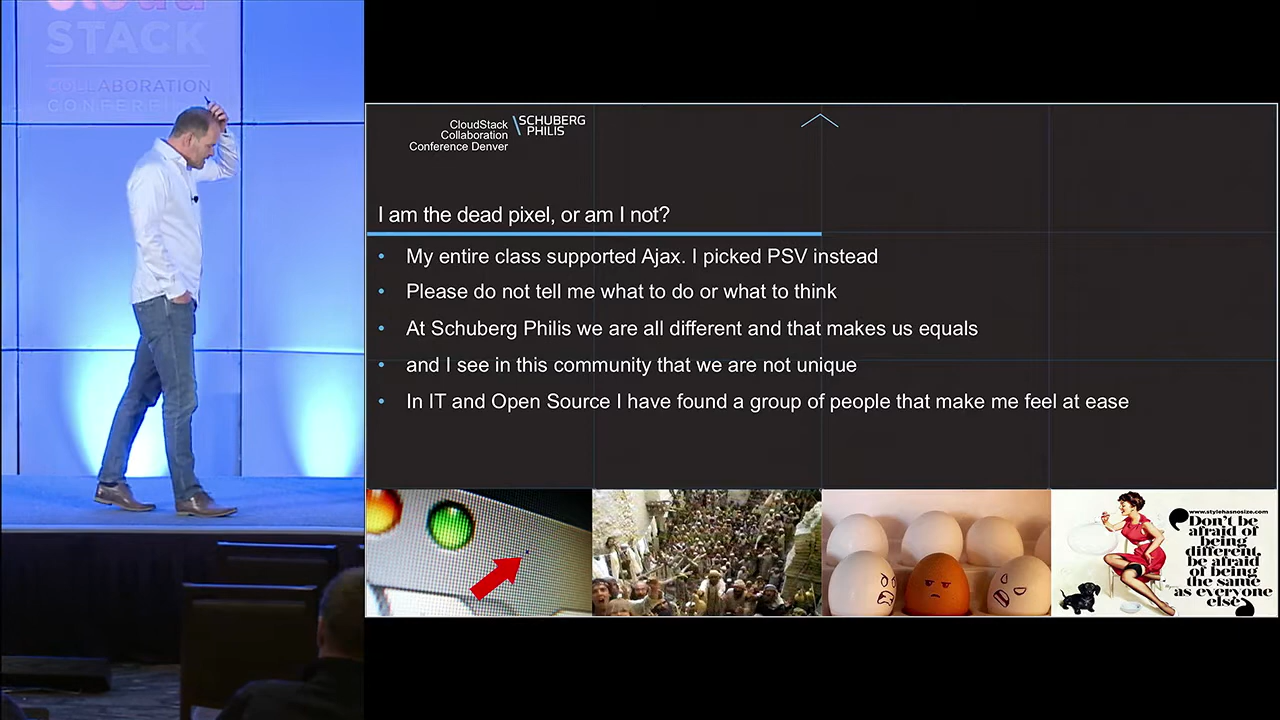 STACK
COLLABORATION
CONFERENCE
CloudStack
Collaboration
Conference Denver
SCHUBERG
PHILIS
I am the dead pixel, or am I not?
• My entire class supported Ajax. I picked PSV instead
• Please do not tell me what to do or what to think
• At Schuberg Philis we are all different and that makes us equals
• and I see in this community that we are not unique
• In IT and Open Source I have found a group of people that make me feel at ease
www.stylehasnosize.com
Don't be
afraid of
being
different,
be afraid
of being
the same
as everyone
else